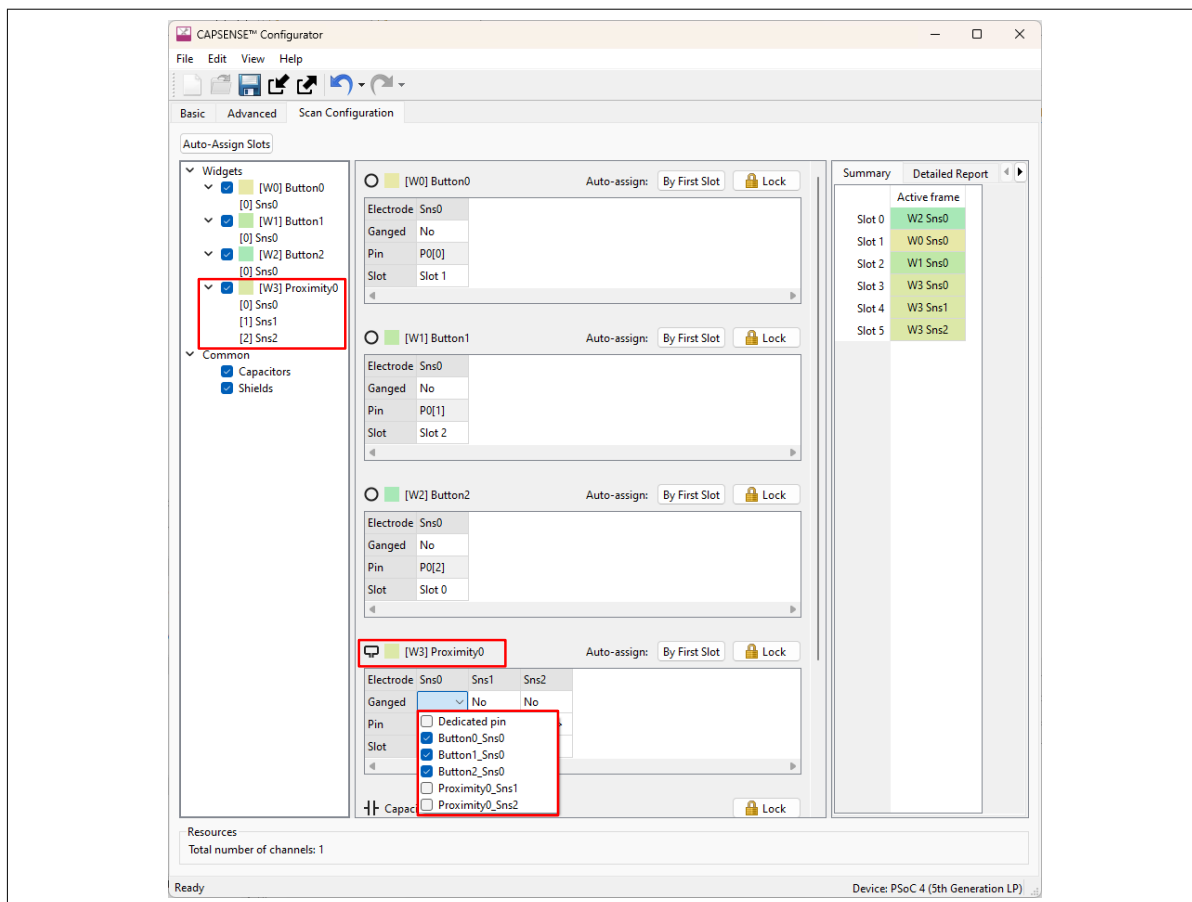 CAPSENSE™ Configurator
File Edit View Help
Basic Advanced Scan Configuration
Auto-Assign Slots
Widgets
[W0] Button0
[0] Sns0
[W1] Button1
[0] Sns0
[W2] Button2
[0] Sns0
[W3] Proximity0
[0] Sns0
[1] Sns1
[2] Sns2
Common
Capacitors
Shields
[W0] Button0 Auto-assign: By First Slot Lock
Electrode Sns0
Ganged No
Pin P0[0]
Slot Slot 1
[W1] Button1 Auto-assign: By First Slot Lock
Electrode Sns0
Ganged No
Pin P0[1]
Slot Slot 2
[W2] Button2 Auto-assign: By First Slot Lock
Electrode Sns0
Ganged No
Pin P0[2]
Slot Slot 0
[W3] Proximity0 Auto-assign: By First Slot Lock
Electrode Sns0 Sns1 Sns2
Ganged No No
Pin
Slot
Dedicated pin
Button0_Sns0
Button1_Sns0
Button2_Sns0
Proximity0_Sns1
Proximity0_Sns2
Capaci Lock
Summary Detailed Report
Active frame
Slot 0 W2 Sns0
Slot 1 W0 Sns0
Slot 2 W1 Sns0
Slot 3 W3 Sns0
Slot 4 W3 Sns1
Slot 5 W3 Sns2
Resources
Total number of channels: 1
Ready Device: PSoC 4 (5th Generation LP)